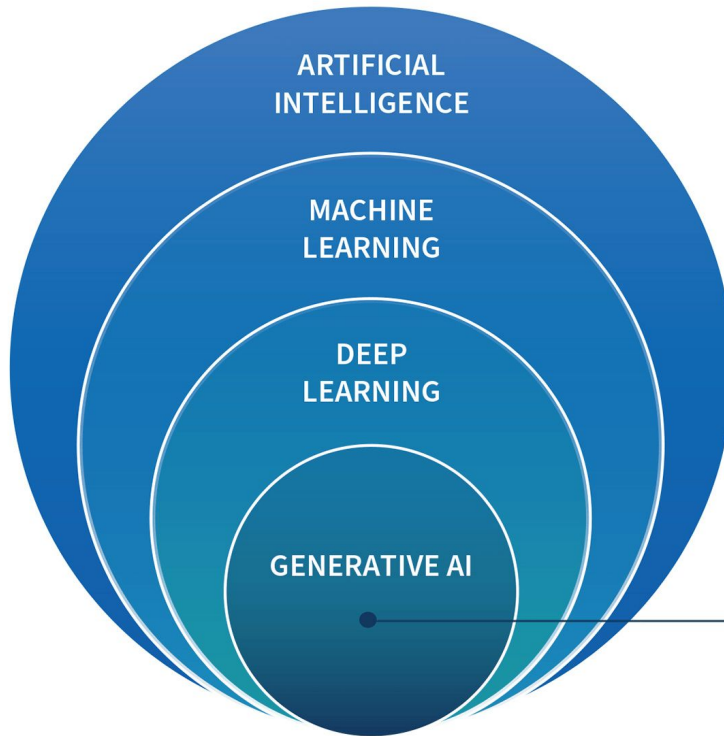 ARTIFICIAL
INTELLIGENCE
MACHINE
LEARNING
DEEP
LEARNING
GENERATIVE AI